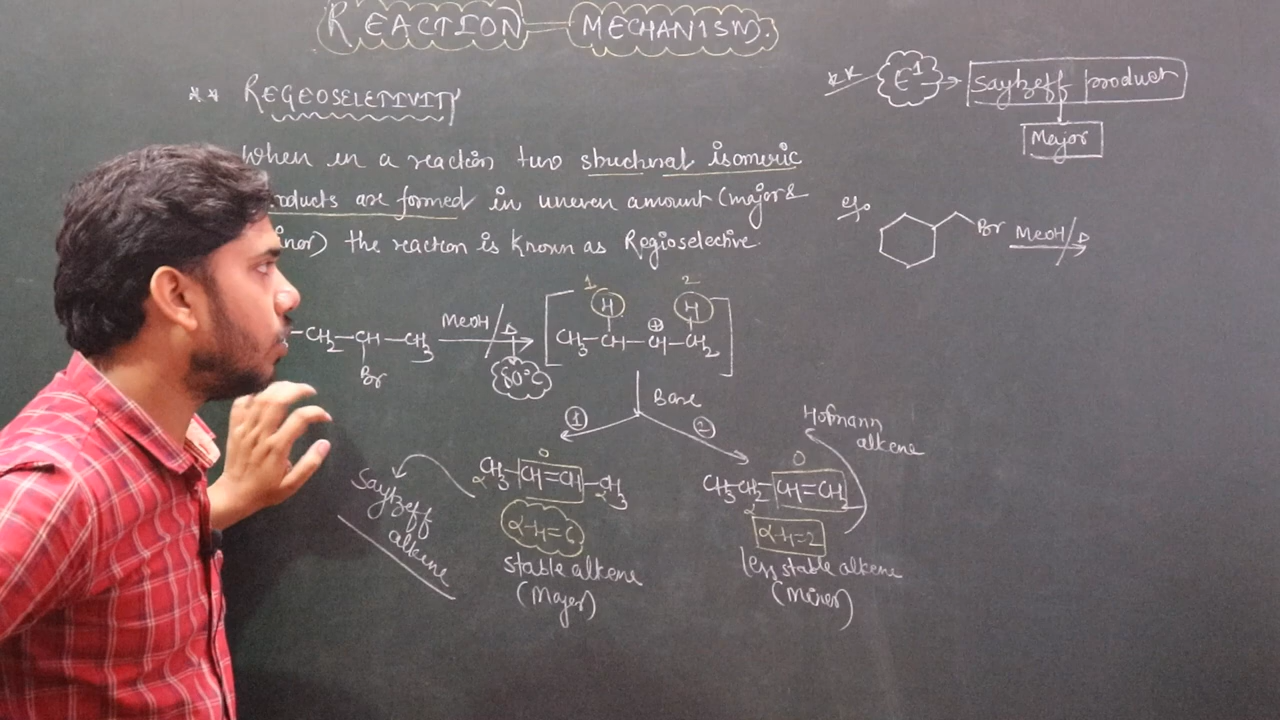 REACTION MECHANISM.
** REGEOSELETIVITY
When in a reaction two structural isomeric
products are formed in uneven amount (major &
minor) the reaction is known as Regioselective.
-CH2-CH-CH3
Br
MeOH/Δ
80°C
1 2
H H
CH3-CH-CH-CH2
⊕
Base
① ②
CH3-CH=CH-CH3
α α
α-H=6
stable alkene
(Major)
Saytzeff
alkene
CH3CH2-CH=CH2
α
α-H=2
less stable alkene
(Minor)
Hofmann
alkene
** E1 → Saytzeff product
Major
eg.
Br MeOH/Δ